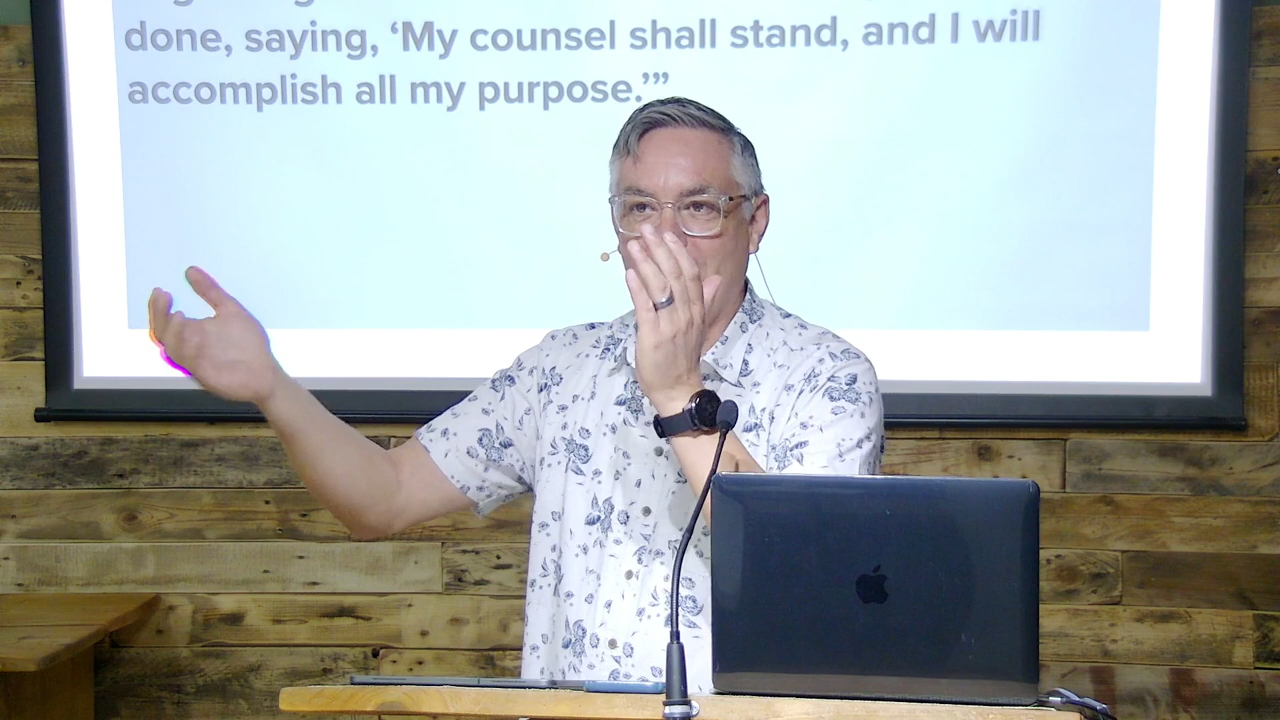 done, saying, ‘My counsel shall stand, and I will
accomplish all my purpose.’”